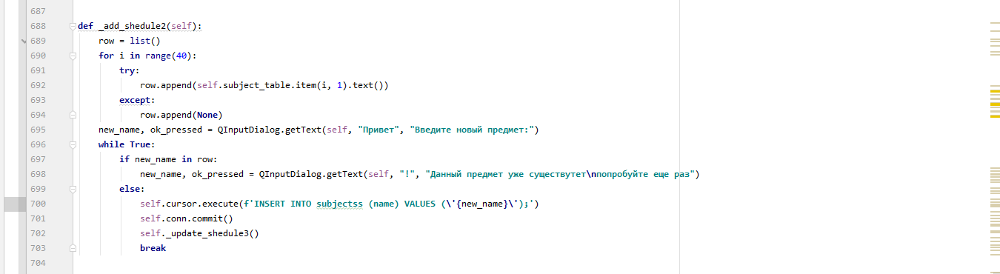 687
688 def _add_shedule2(self):
689 row = list()
690 for i in range(40):
691 try:
692 row.append(self.subject_table.item(i, 1).text())
693 except:
694 row.append(None)
695 new_name, ok_pressed = QInputDialog.getText(self, "Привет", "Введите новый предмет:")
696 while True:
697 if new_name in row:
698 new_name, ok_pressed = QInputDialog.getText(self, "!", "Данный предмет уже существутет\nпопробуйте еще раз")
699 else:
700 self.cursor.execute(f'INSERT INTO subjectss (name) VALUES (\'{new_name}\');')
701 self.conn.commit()
702 self._update_shedule3()
703 break
704